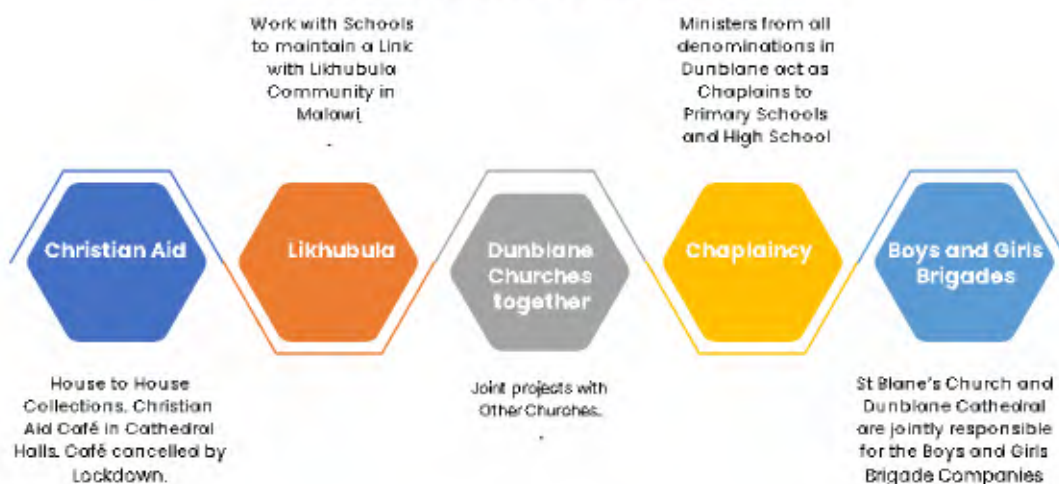 Work with Schools
to maintain a Link
with Likhubula
Community in
Malawi
.
Ministers from all
denominations in
Dunblane act as
Chaplains to
Primary Schools
and High School
Christian Aid
Likhubula
Dunblane
Churches
together
Chaplaincy
Boys and Girls
Brigades
House to House
Collections. Christian
Aid Café in Cathedral
Halls. Café cancelled by
Lockdown.
Joint projects with
Other Churches.
.
St Blane's Church and
Dunblane Cathedral
are jointly responsible
for the Boys and Girls
Brigade Companies